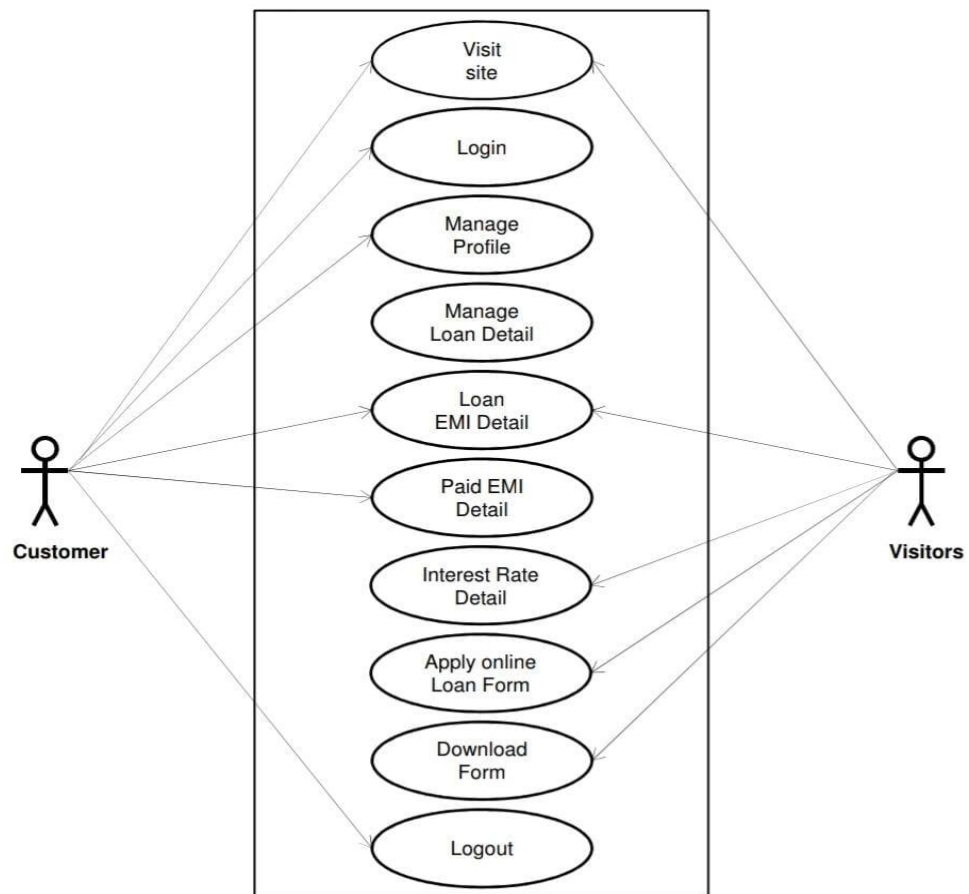 Visit
site
Login
Manage
Profile
Manage
Loan Detail
Loan
EMI Detail
Paid EMI
Detail
Customer
Visitors
Interest Rate
Detail
Apply online
Loan Form
Download
Form
Logout